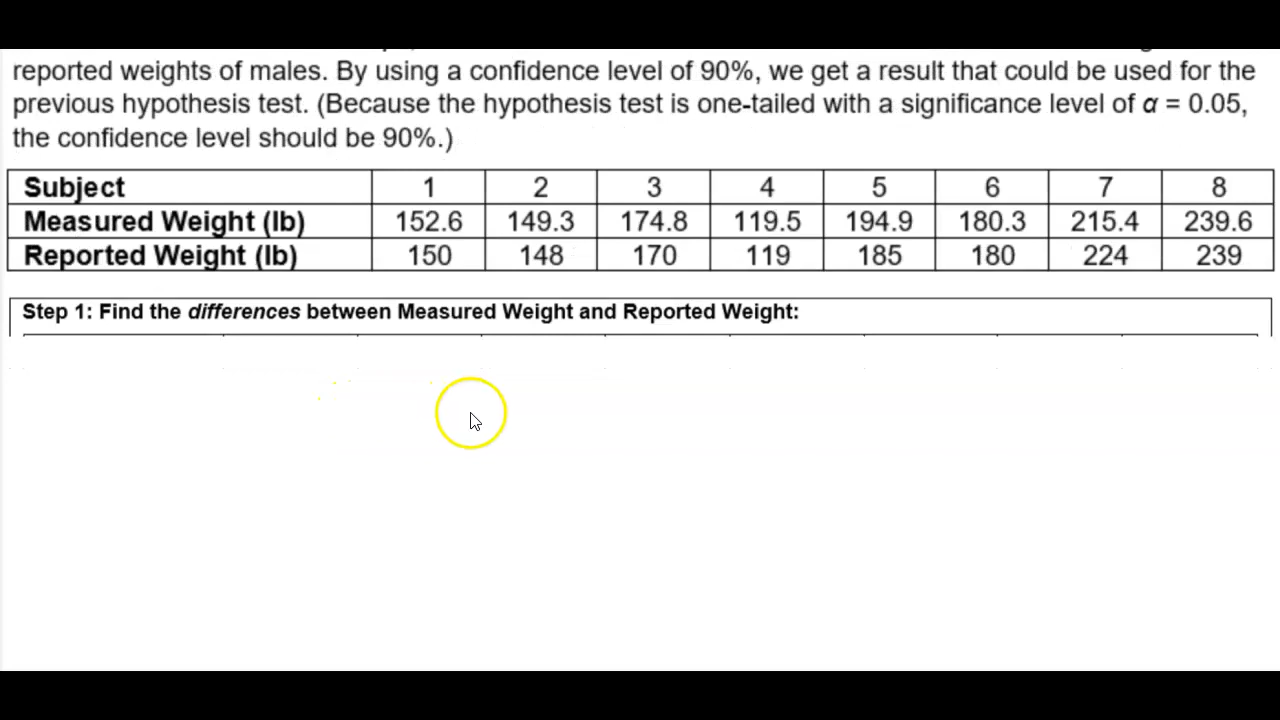 reported weights of males. By using a confidence level of 90%, we get a result that could be used for the
previous hypothesis test. (Because the hypothesis test is one-tailed with a significance level of α = 0.05,
the confidence level should be 90%.)
Subject 1 2 3 4 5 6 7 8
Measured Weight (lb) 152.6 149.3 174.8 119.5 194.9 180.3 215.4 239.6
Reported Weight (lb) 150 148 170 119 185 180 224 239
Step 1: Find the differences between Measured Weight and Reported Weight: